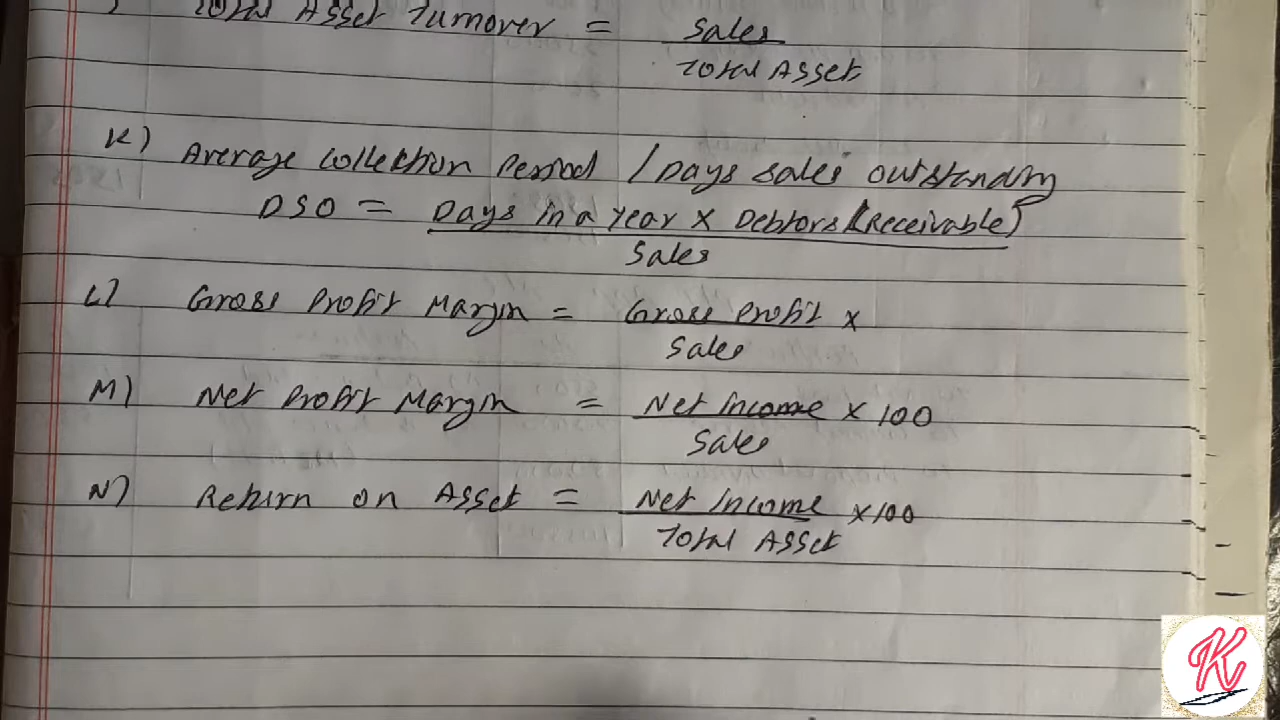 Total Asset Turnover = Sales
Total Asset
K) Average Collection Period / Days sales outstanding
DSO = Days in a year × Debtors (Receivable)
Sales
L) Gross Profit Margin = Gross Profit ×
Sales
M) Net Profit Margin = Net income × 100
Sales
N) Return on Asset = Net Income ×100
Total Asset
K